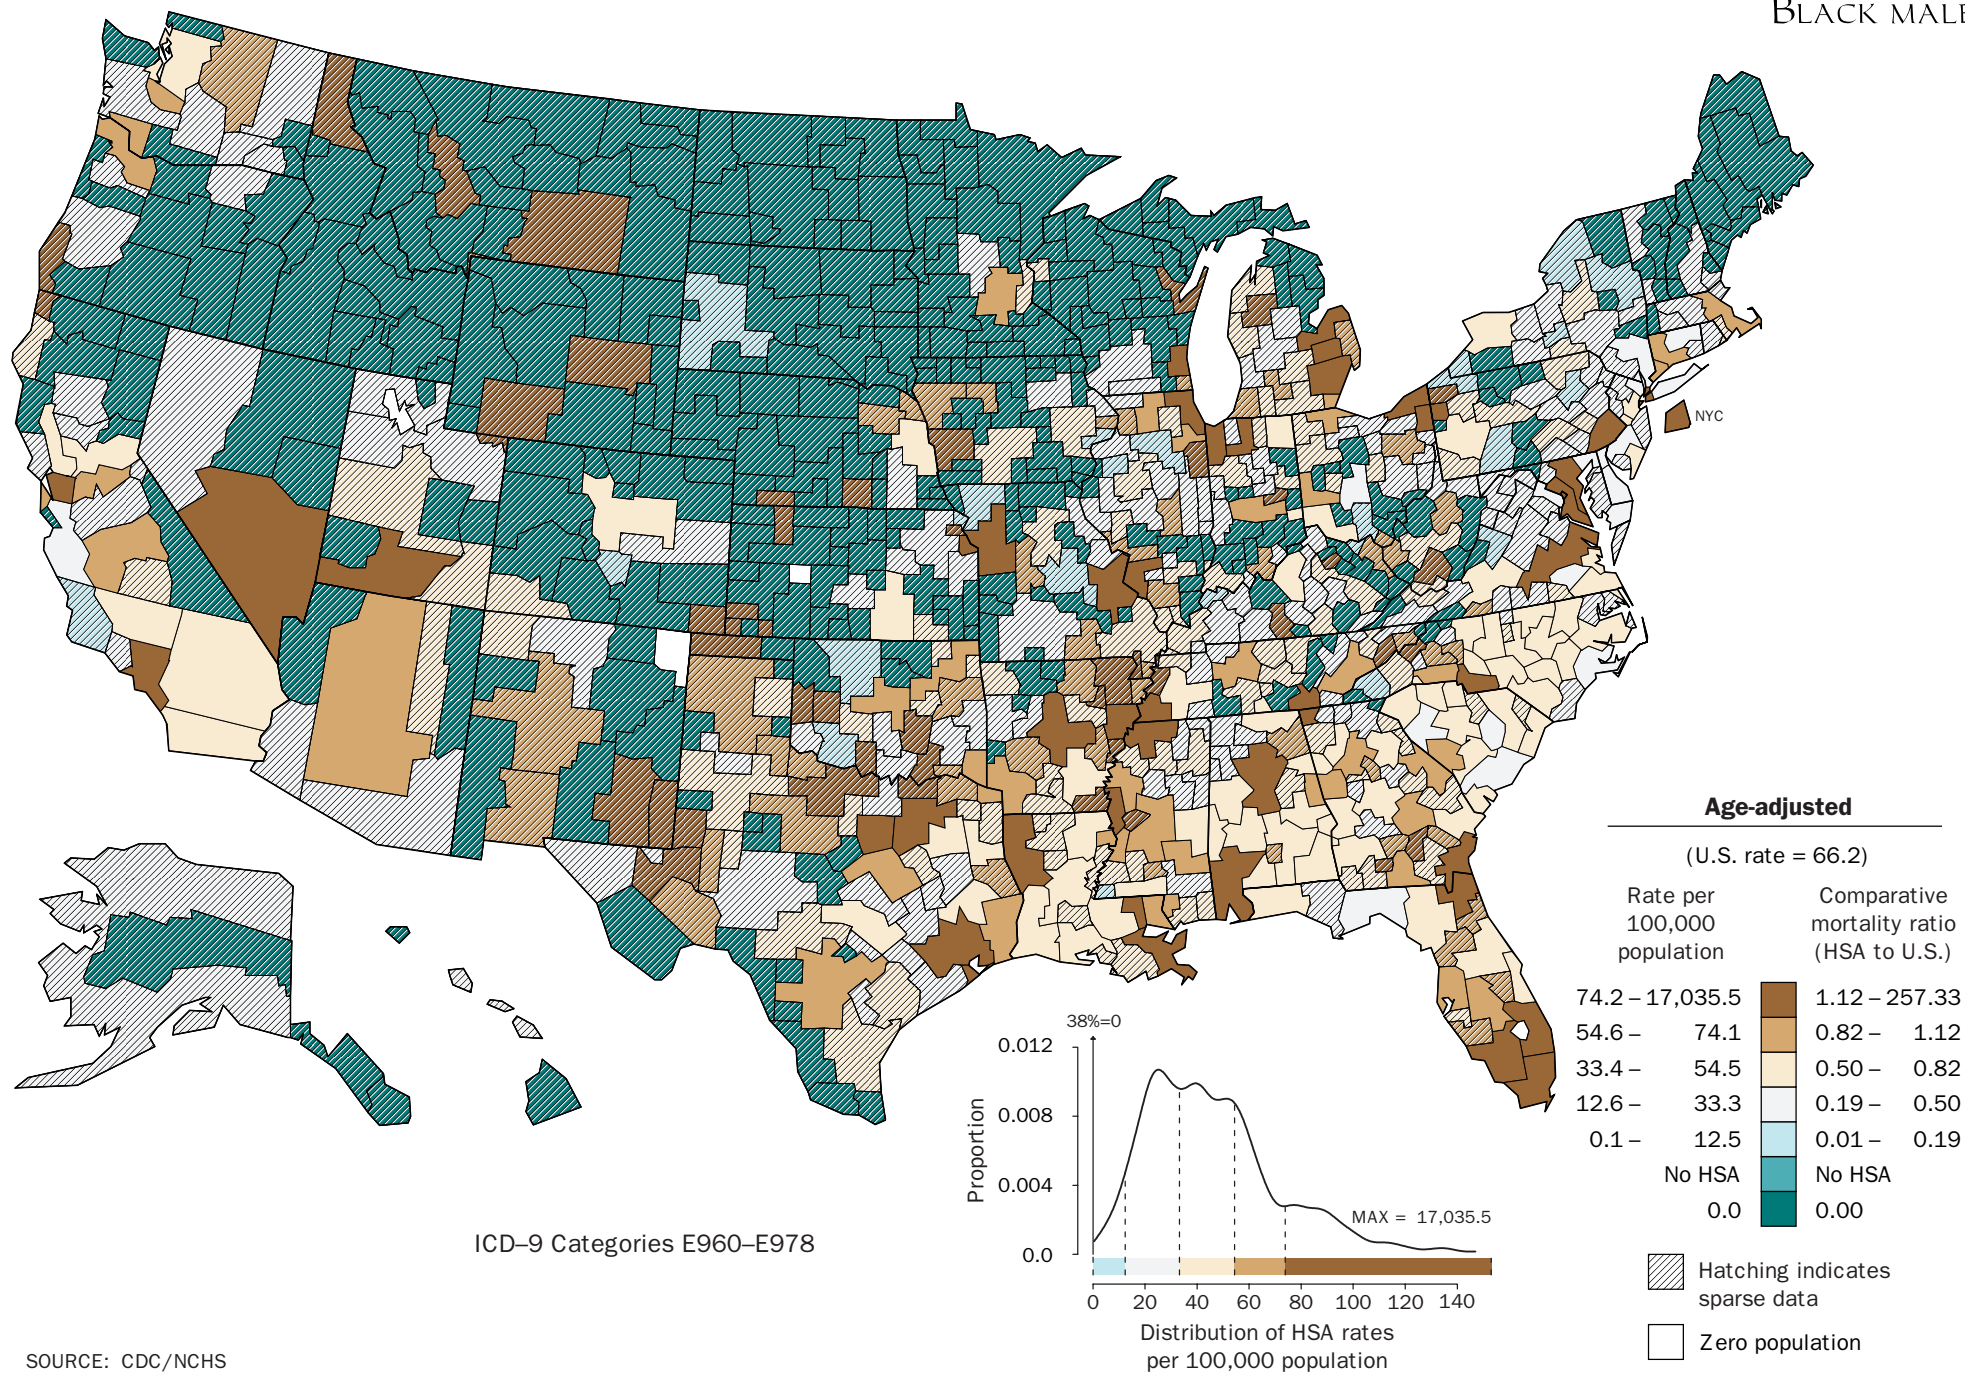 BLACK MALE
NYC
Age-adjusted
(U.S. rate = 66.2)
Rate per
100,000
population
Comparative
mortality ratio
(HSA to U.S.)
74.2 – 17,035.5 1.12 – 257.33
54.6 – 74.1 0.82 – 1.12
33.4 – 54.5 0.50 – 0.82
12.6 – 33.3 0.19 – 0.50
0.1 – 12.5 0.01 – 0.19
No HSA No HSA
0.0 0.00
Hatching indicates
sparse data
Zero population
38%=0
0.012
0.008
0.004
0.0
Proportion
MAX = 17,035.5
0 20 40 60 80 100 120 140
Distribution of HSA rates
per 100,000 population
ICD–9 Categories E960–E978
SOURCE: CDC/NCHS